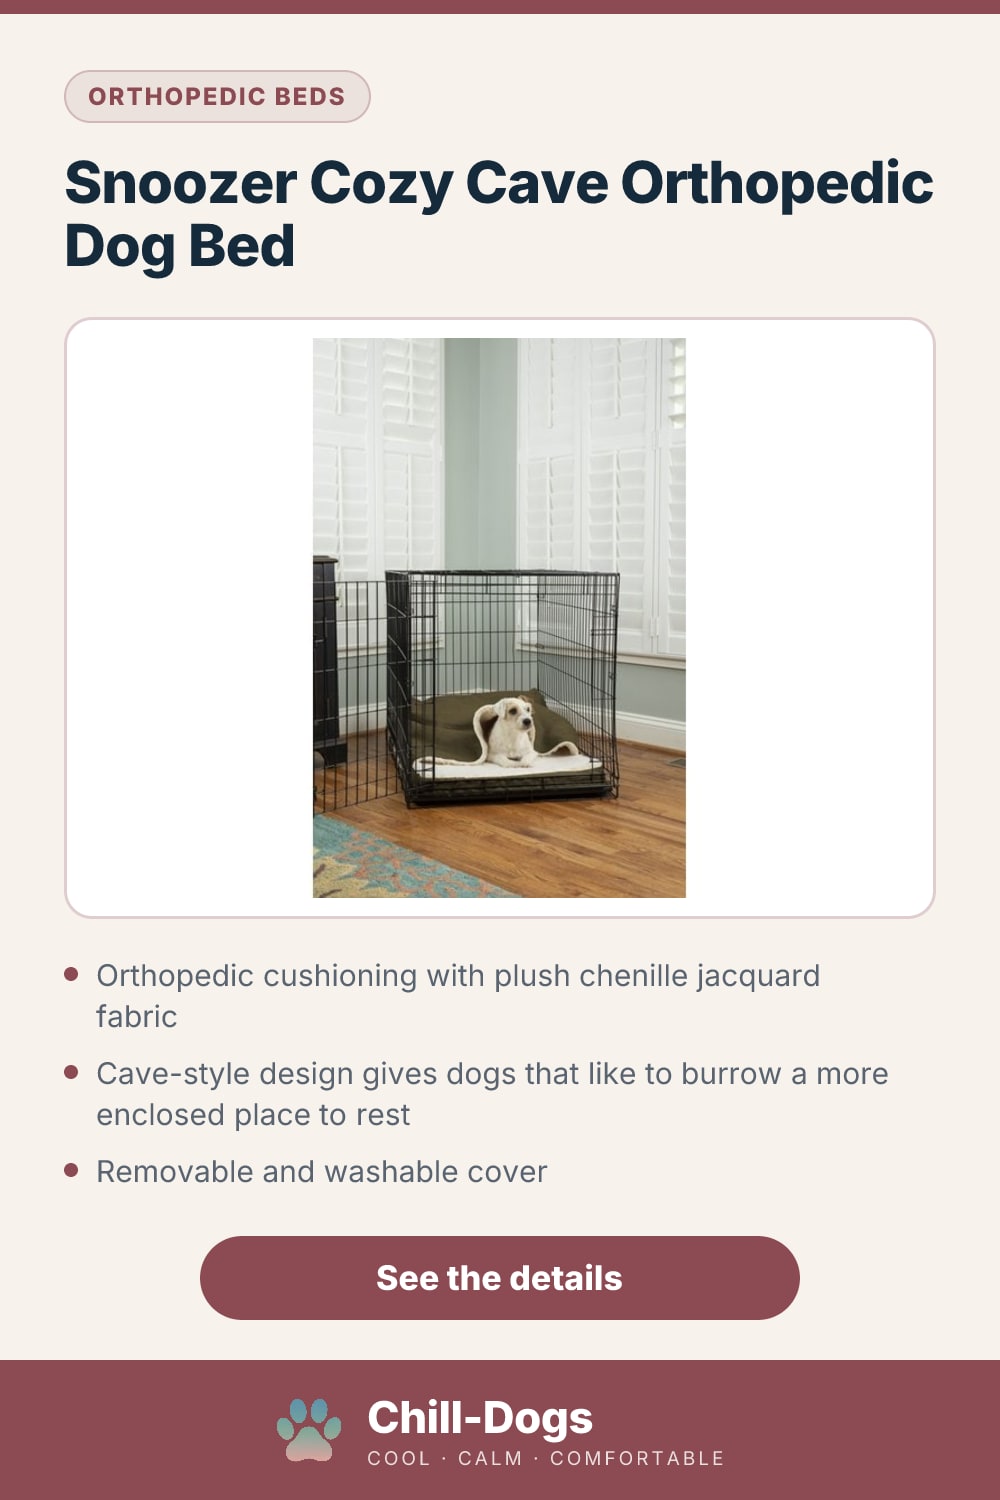 ORTHOPEDIC BEDS
Snoozer Cozy Cave Orthopedic
Dog Bed
Orthopedic cushioning with plush chenille jacquard
fabric
Cave-style design gives dogs that like to burrow a more
enclosed place to rest
Removable and washable cover
See the details
Chill-Dogs
COOL · CALM · COMFORTABLE